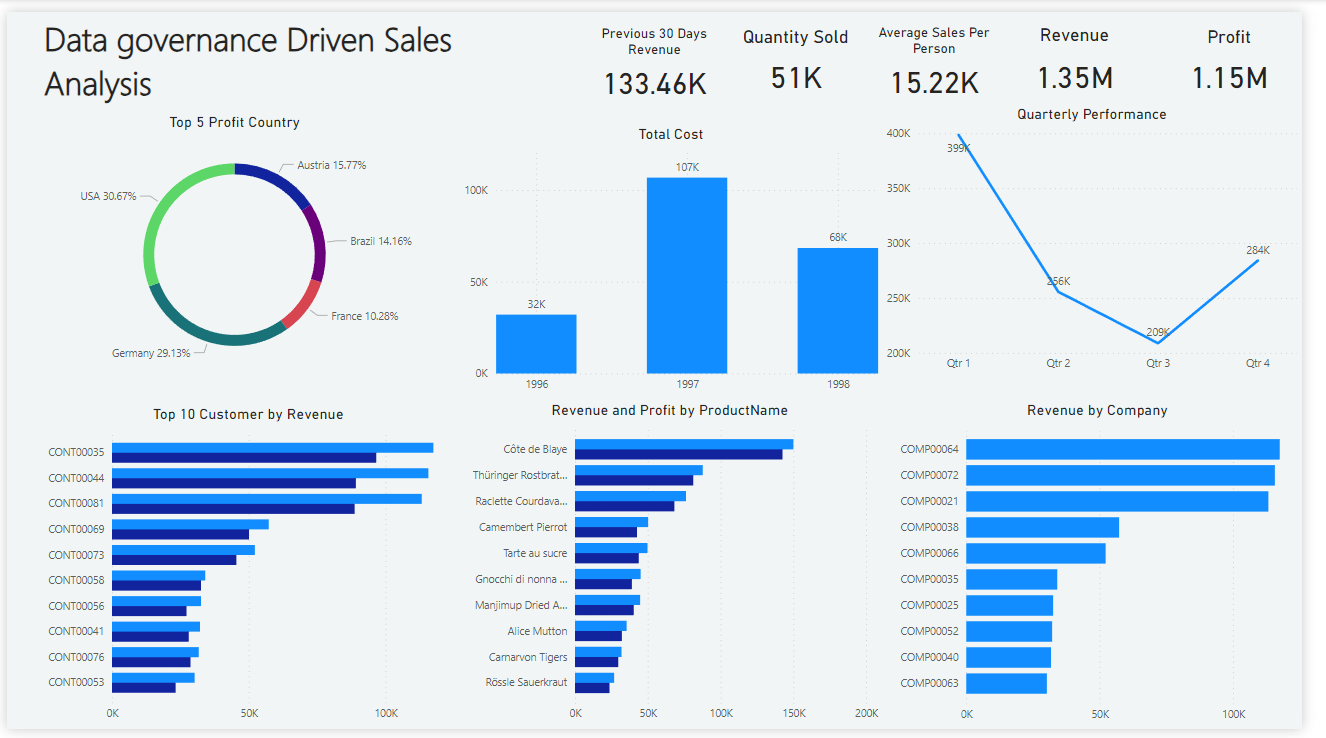 Data governance Driven Sales
Analysis
Previous 30 Days
Revenue
133.46K
Quantity Sold
51K
Average Sales Per
Person
15.22K
Revenue
1.35M
Profit
1.15M
Top 5 Profit Country
Austria 15.77%
Brazil 14.16%
France 10.28%
Germany 29.13%
USA 30.67%
Total Cost
100K
50K
0K
32K
107K
68K
1996
1997
1998
Quarterly Performance
400K
350K
300K
250K
200K
399K
256K
209K
284K
Qtr 1
Qtr 2
Qtr 3
Qtr 4
Top 10 Customer by Revenue
CONT00035
CONT00044
CONT00081
CONT00069
CONT00073
CONT00058
CONT00056
CONT00041
CONT00076
CONT00053
0K
50K
100K
Revenue and Profit by ProductName
Côte de Blaye
Thüringer Rostbrat...
Raclette Courdava...
Camembert Pierrot
Tarte au sucre
Gnocchi di nonna ...
Manjimup Dried A...
Alice Mutton
Carnarvon Tigers
Rössle Sauerkraut
0K
50K
100K
150K
200K
Revenue by Company
COMP00064
COMP00072
COMP00021
COMP00038
COMP00066
COMP00035
COMP00025
COMP00052
COMP00040
COMP00063
0K
50K
100K